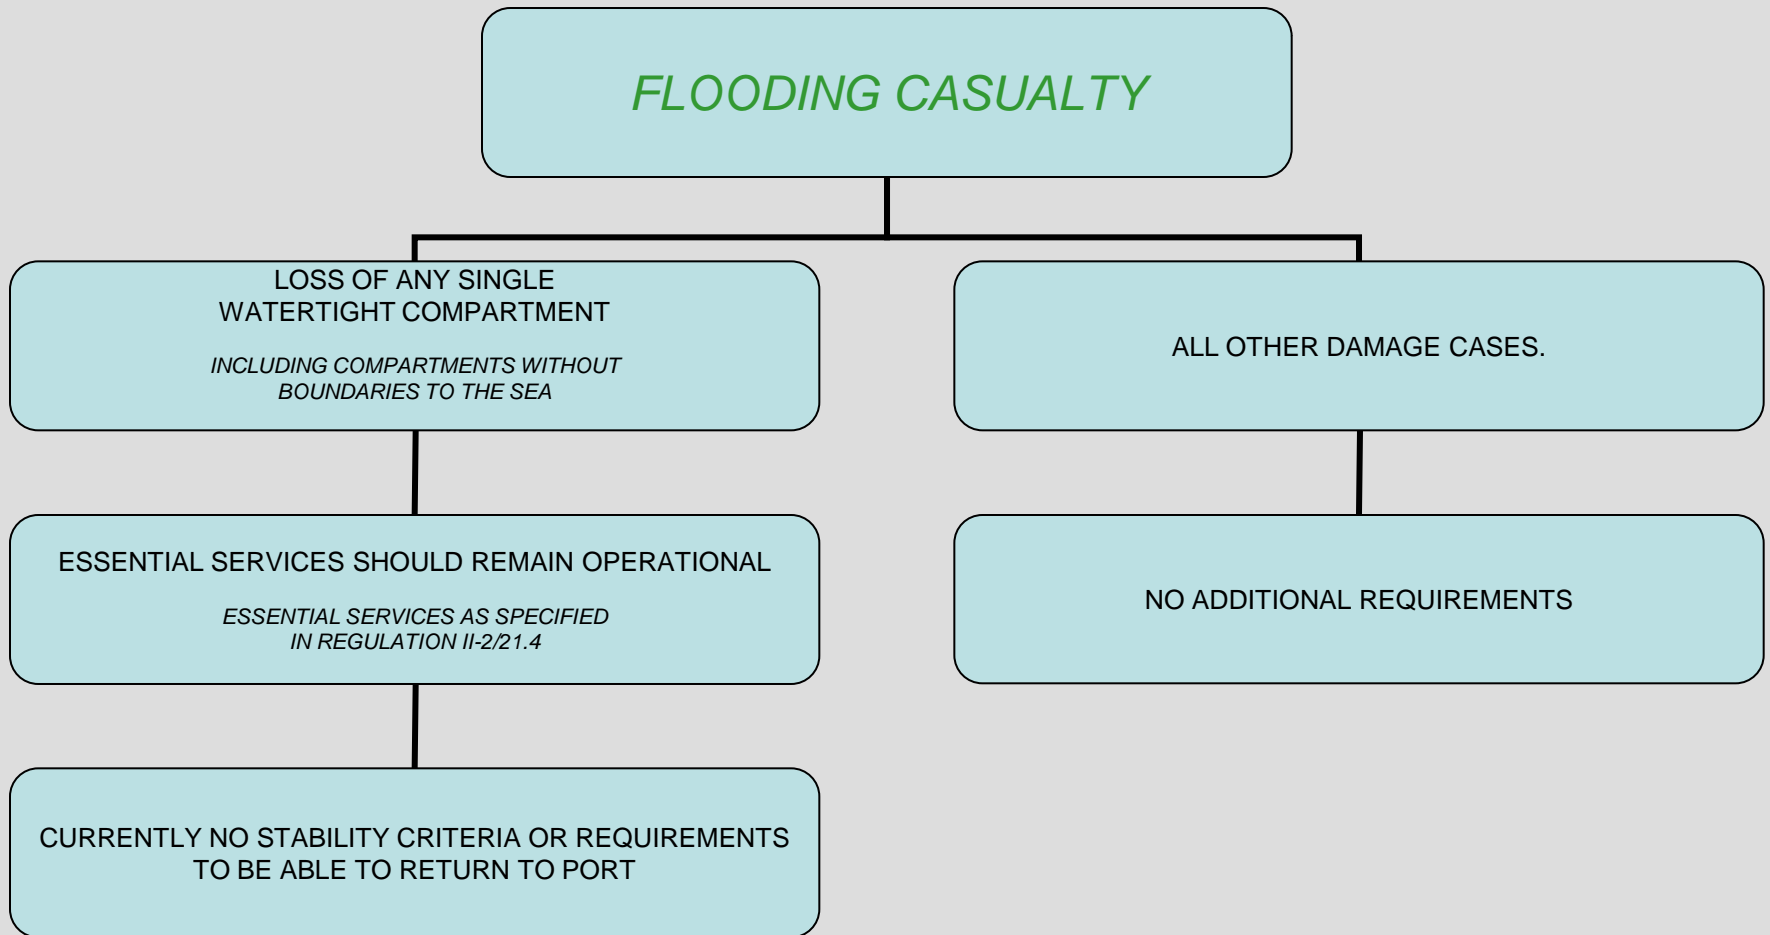 FLOODING CASUALTY
LOSS OF ANY SINGLE
WATERTIGHT COMPARTMENT
INCLUDING COMPARTMENTS WITHOUT
BOUNDARIES TO THE SEA
ALL OTHER DAMAGE CASES.
ESSENTIAL SERVICES SHOULD REMAIN OPERATIONAL
ESSENTIAL SERVICES AS SPECIFIED
IN REGULATION II-2/21.4
NO ADDITIONAL REQUIREMENTS
CURRENTLY NO STABILITY CRITERIA OR REQUIREMENTS
TO BE ABLE TO RETURN TO PORT